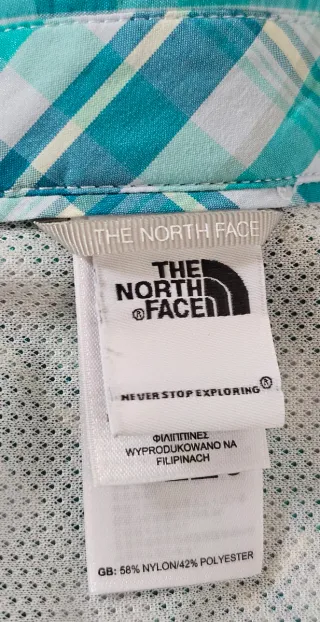 THE NORTH FACE
THE
NORTH
®FACE
NEVER STOP EXPLORING®
ΦΙΛΙΠΠΙΝΕΣ
WYPRODUKOWANO NA
FILIPINACH
GB: 58% NYLON/42% POLYESTER